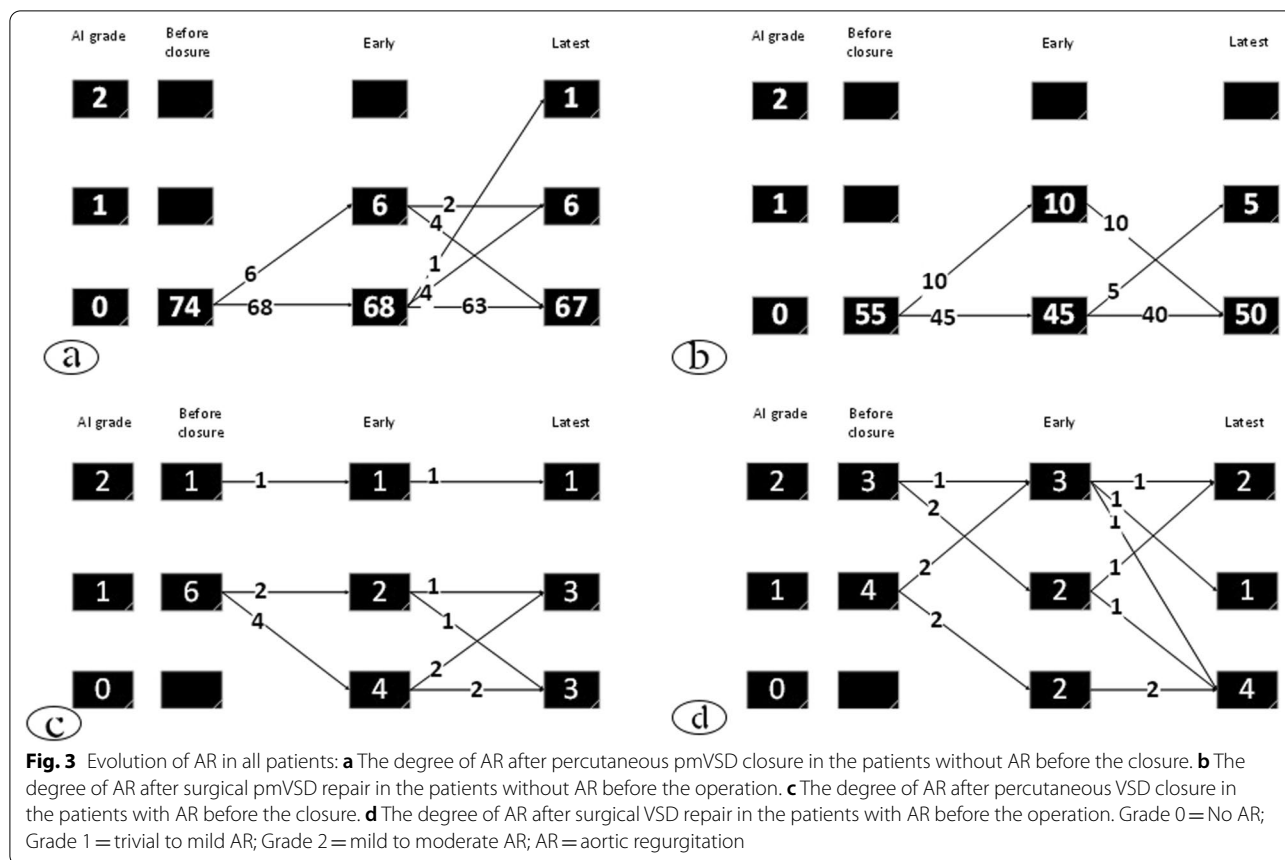 AI grade Before closure Early Latest
2 1
1 6 2 6
4
6 1
4
0 74 68 68 63 67
a
AI grade Before closure Early Latest
2
1 10 5
10
10 5
0 55 45 45 40 50
b
AI grade Before closure Early Latest
2 1 1 1 1 1
1 6 2 2 1 3
4 1
2
0 4 2 3
c
AI grade Before closure Early Latest
2 3 1 3 1 2
2 1
1
2 1
1 4 2 1 1
2
0 2 2 4
d
Fig. 3 Evolution of AR in all patients: a The degree of AR after percutaneous pmVSD closure in the patients without AR before the closure. b The
degree of AR after surgical pmVSD repair in the patients without AR before the operation. c The degree of AR after percutaneous VSD closure in
the patients with AR before the closure. d The degree of AR after surgical VSD repair in the patients with AR before the operation. Grade 0 = No AR;
Grade 1 = trivial to mild AR; Grade 2 = mild to moderate AR; AR = aortic regurgitation